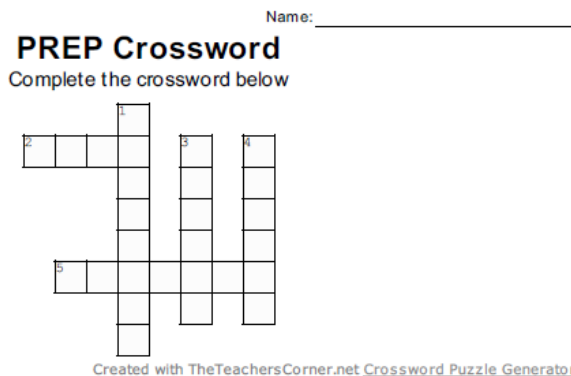 Name:
PREP Crossword
Complete the crossword below
1
2 3 4
5
Created with TheTeachersCorner.net Crossword Puzzle Generator